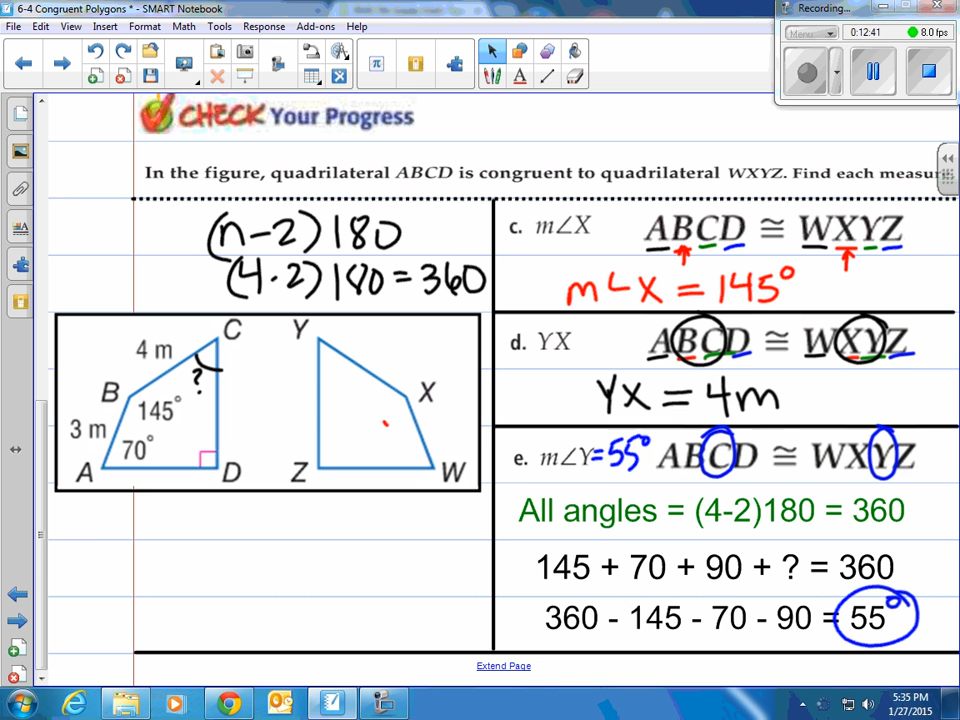 6-4 Congruent Polygons * - SMART Notebook
Recording...
File Edit View Insert Format Tools Response Add-ons Help
Menu
0:12:41
8.0 fps
CHECK Your Progress
In the figure, quadrilateral ABCD is congruent to quadrilateral WXYZ. Find each measur
(n-2)180
(4-2)180=360
c. m∠X
ABCD ≅ WXYZ
m∠X = 145°
d. YX
ABCD ≅ WXYZ
YX = 4m
C
Y
4 m
?
B
145°
X
3 m
70°
A
D
Z
W
e. m∠Y=55° ABCD ≅ WXYZ
All angles = (4-2)180 = 360
145 + 70 + 90 + ? = 360
360 - 145 - 70 - 90 = 55°
Extend Page
5:35 PM
1/27/2015